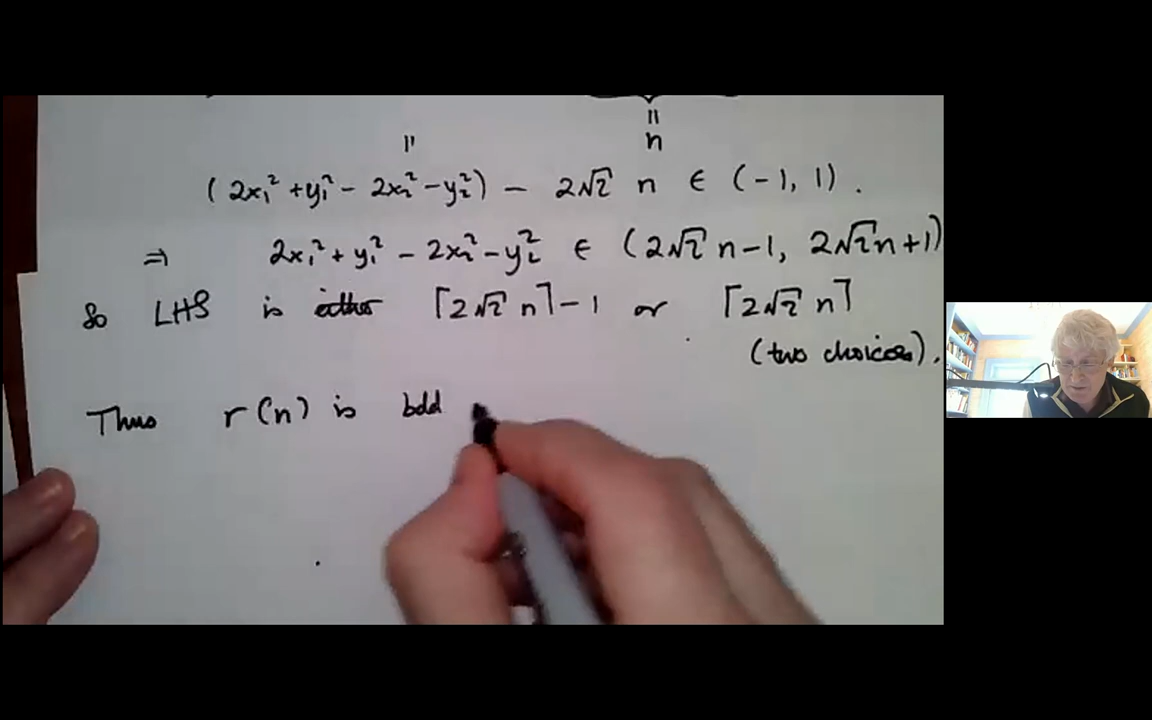 ||
n
||
(2x₁² + y₁² - 2x₂² - y₂²) - 2√2 n ∈ (-1, 1).
⇒ 2x₁² + y₁² - 2x₂² - y₂² ∈ (2√2 n-1, 2√2 n+1)
So LHS is either ⌈2√2 n⌉-1 or ⌈2√2 n⌉
(two choices).
Thus r(n) is bdd